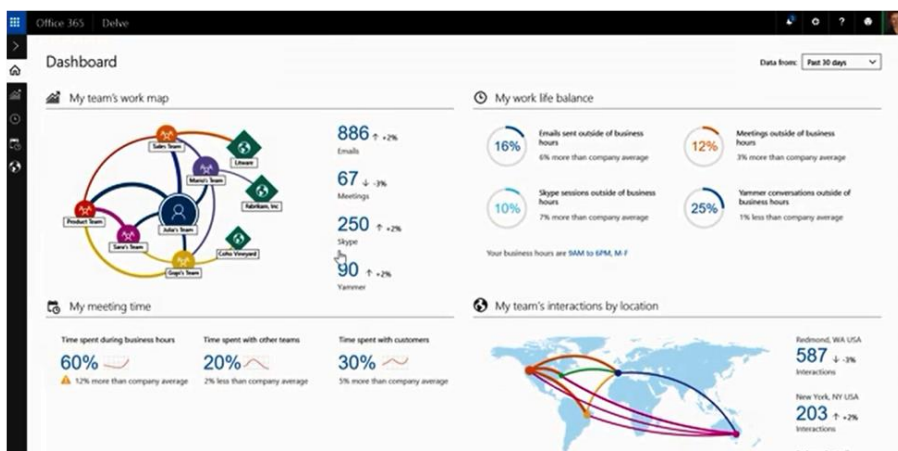 Office 365 Delve
Dashboard
Data from: Past 30 days
My team's work map
Sales Team
Litware
Mario's Team
Fabrikam, Inc
Product Team
Julia's Team
Sara's Team
Coho Vineyard
Gogo's Team
886 ↑ +2%
Emails
67 ↓ -3%
Meetings
250 ↑ +2%
Skype
90 ↑ +2%
Yammer
My work life balance
16%
Emails sent outside of business
hours
6% more than company average
12%
Meetings outside of business
hours
3% more than company average
10%
Skype sessions outside of business
hours
7% more than company average
25%
Yammer conversations outside of
business hours
1% less than company average
Your business hours are 9AM to 6PM, M-F
My meeting time
Time spent during business hours
60%
12% more than company average
Time spent with other teams
20%
2% less than company average
Time spent with customers
30%
5% more than company average
My team's interactions by location
Redmond, WA USA
587 ↓ -3%
Interactions
New York, NY USA
203 ↑ +2%
Interactions